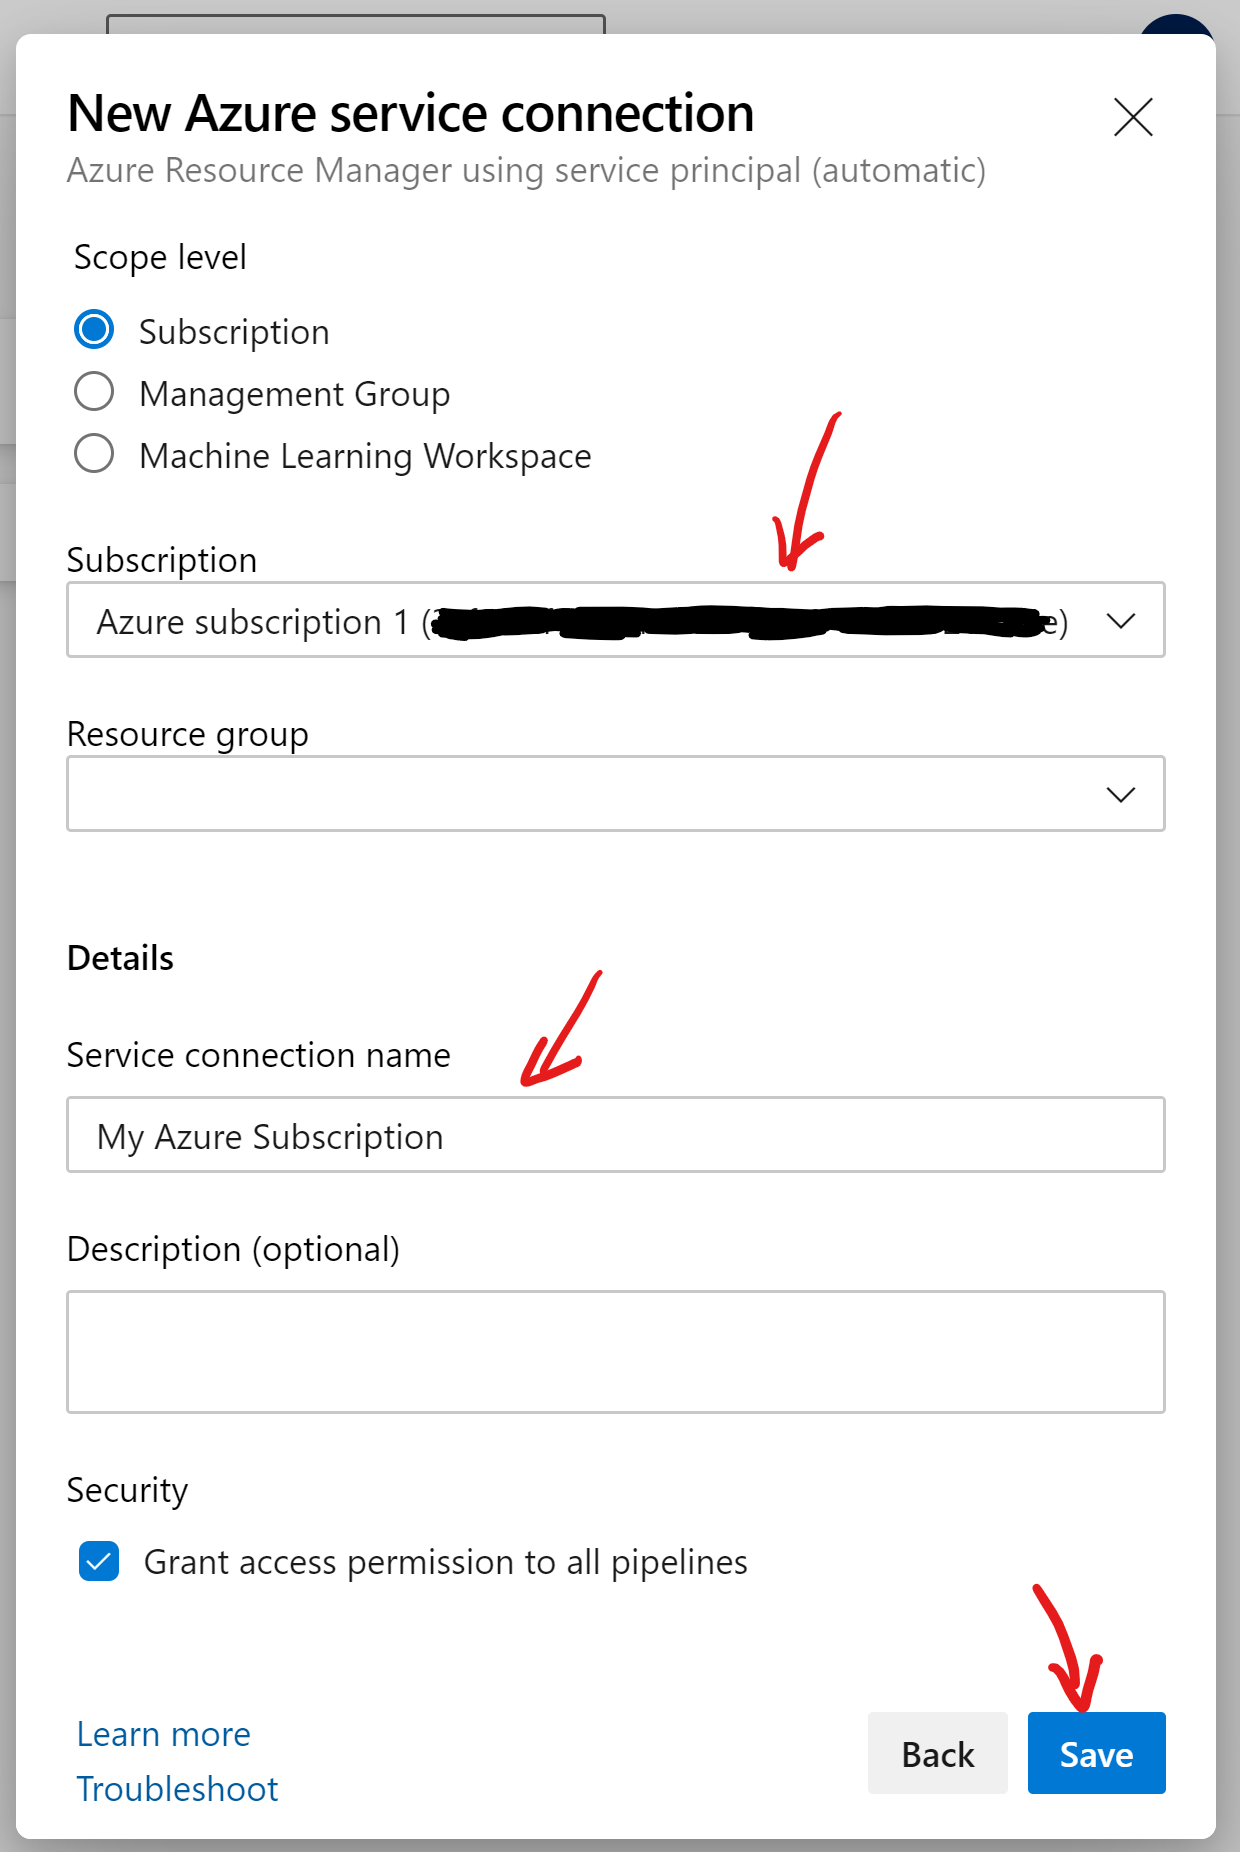 New Azure service connection
Azure Resource Manager using service principal (automatic)
Scope level
Subscription
Management Group
Machine Learning Workspace
Subscription
Azure subscription 1 (e)
Resource group
Details
Service connection name
My Azure Subscription
Description (optional)
Security
Grant access permission to all pipelines
Learn more
Back
Save
Troubleshoot